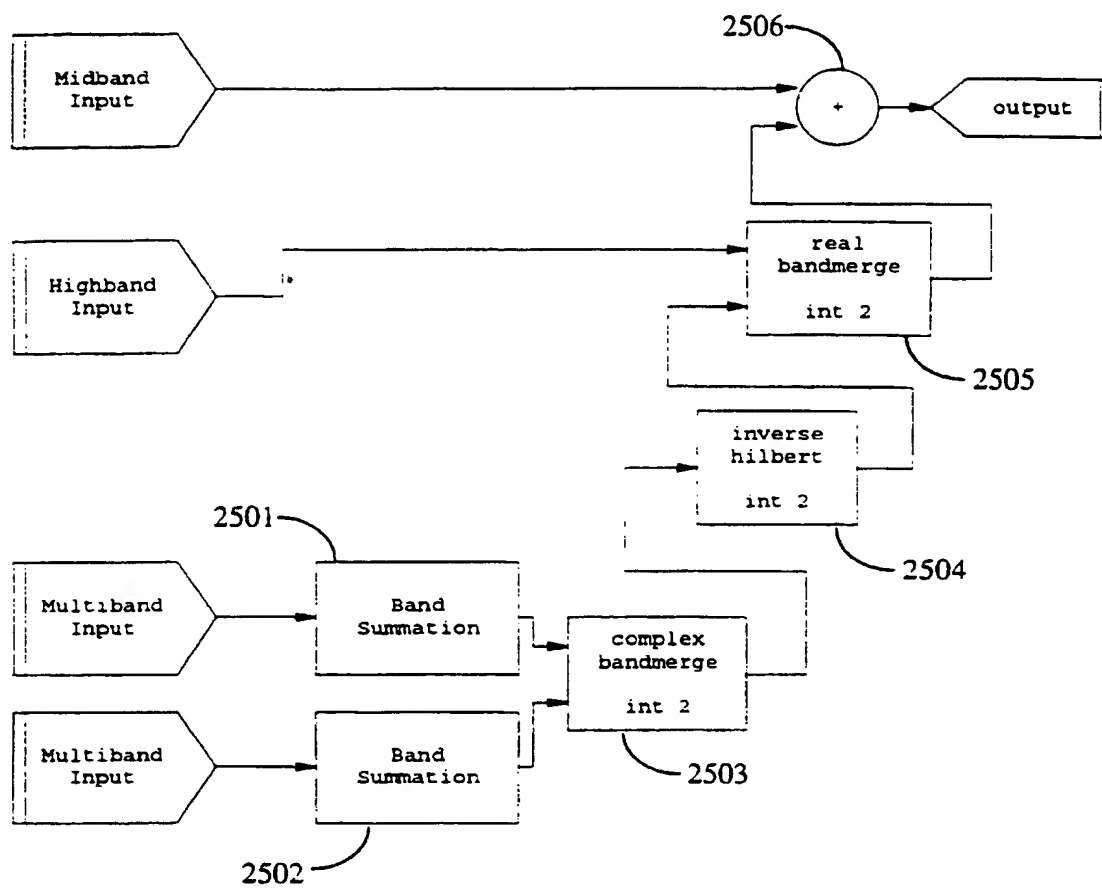 2506
Midband
Input
+
output
Highband
Input
real
bandmerge
int 2
2505
inverse
hilbert
int 2
2504
2501
Multiband
Input
Band
Summation
complex
bandmerge
int 2
2503
Multiband
Input
Band
Summation
2502